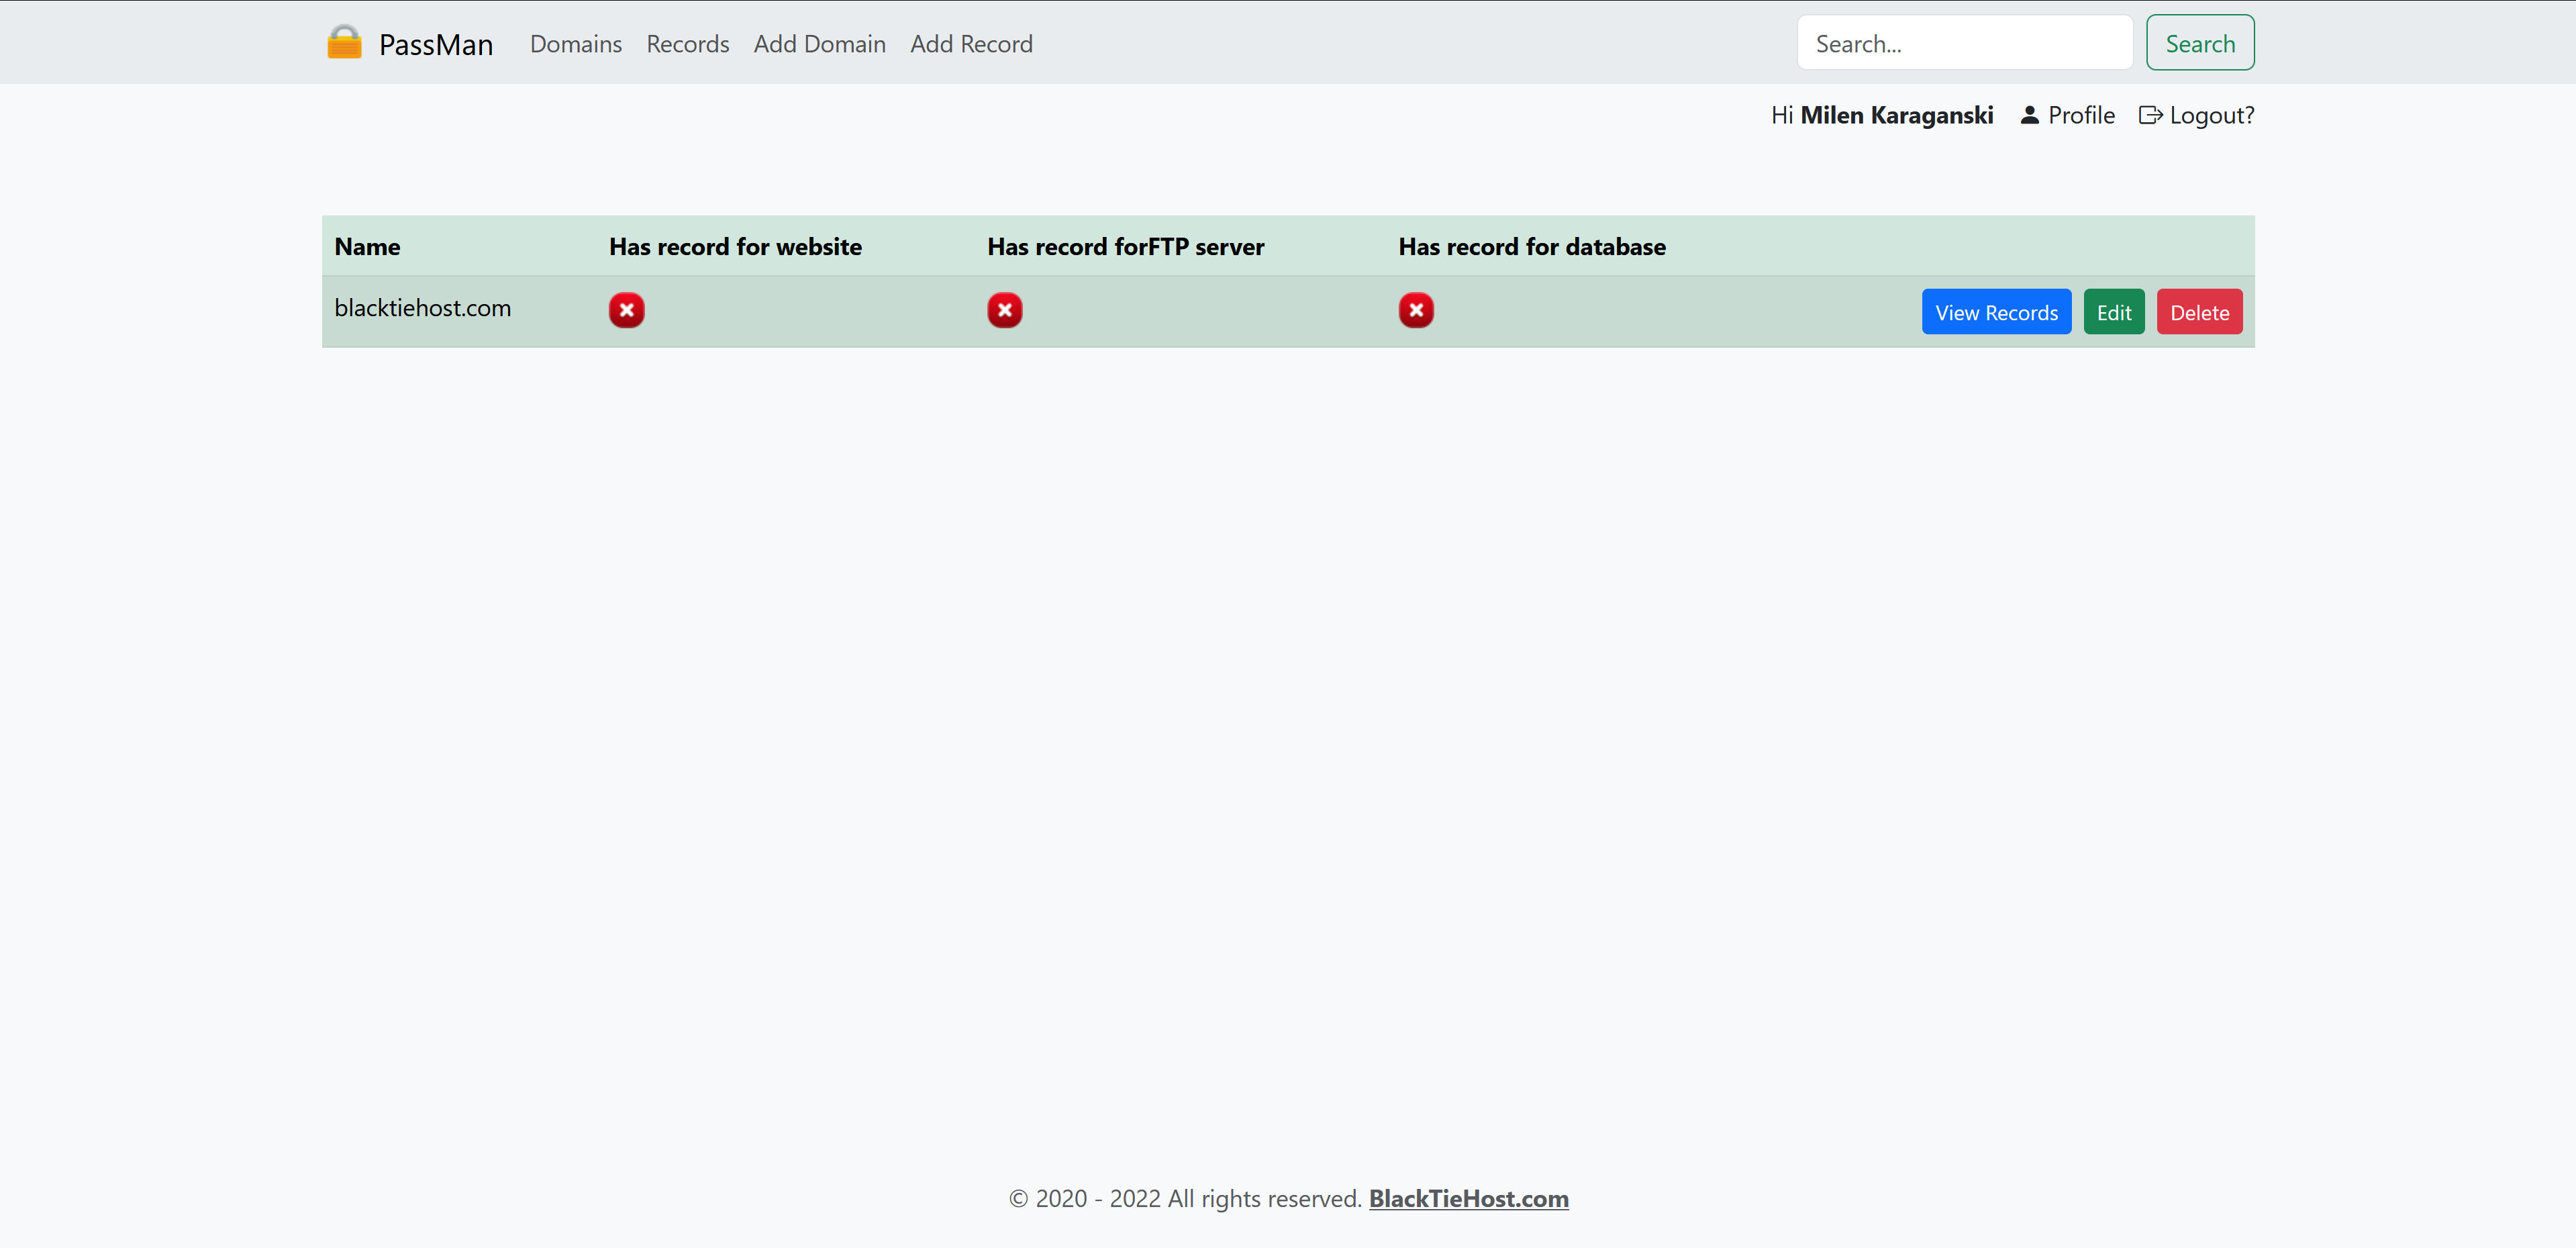 PassMan Domains Records Add Domain Add Record Search... Search
Hi Milen Karaganski Profile Logout?
Name Has record for website Has record forFTP server Has record for database
blacktiehost.com View Records Edit Delete
© 2020 - 2022 All rights reserved. BlackTieHost.com